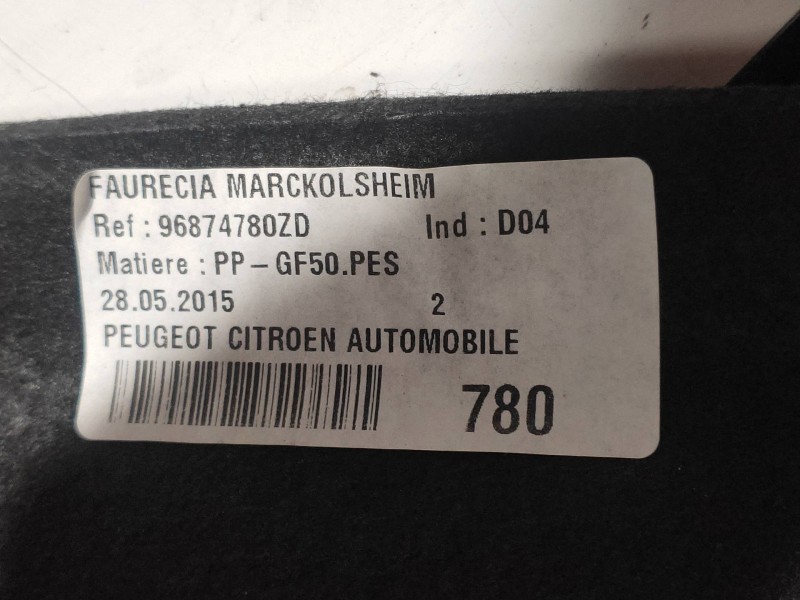 FAURECIA MARCKOLSHEIM
Ref : 96874780ZD Ind : D04
Matiere : PP - GF50.PES
28.05.2015 2
PEUGEOT CITROEN AUTOMOBILE
780